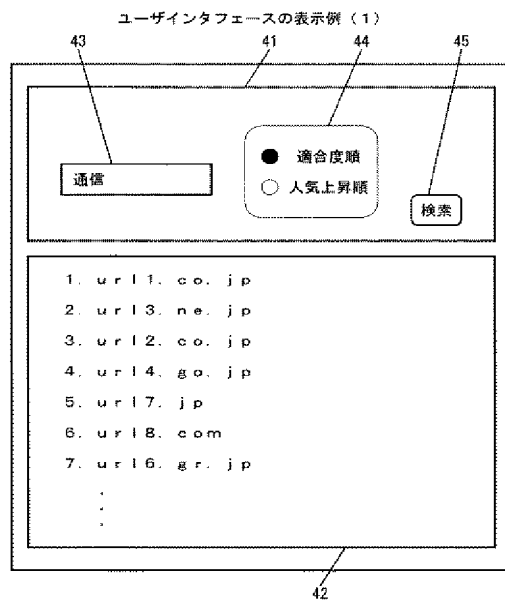 ユーザインタフェースの表示例（1）
43 41 44 45
通信
適合度順
人気上昇順
検索
1. url1. co. jp
2. url3. ne. jp
3. url2. co. jp
4. url4. go. jp
5. url7. jp
6. url8. com
7. url6. gr. jp
42